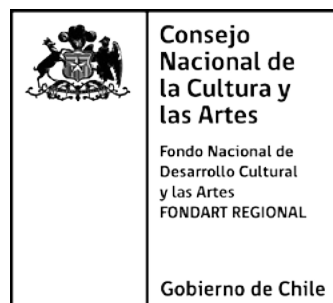 Consejo
Nacional de
la Cultura y
las Artes
Fondo Nacional de
Desarrollo Cultural
y las Artes
FONDART REGIONAL
Gobierno de Chile